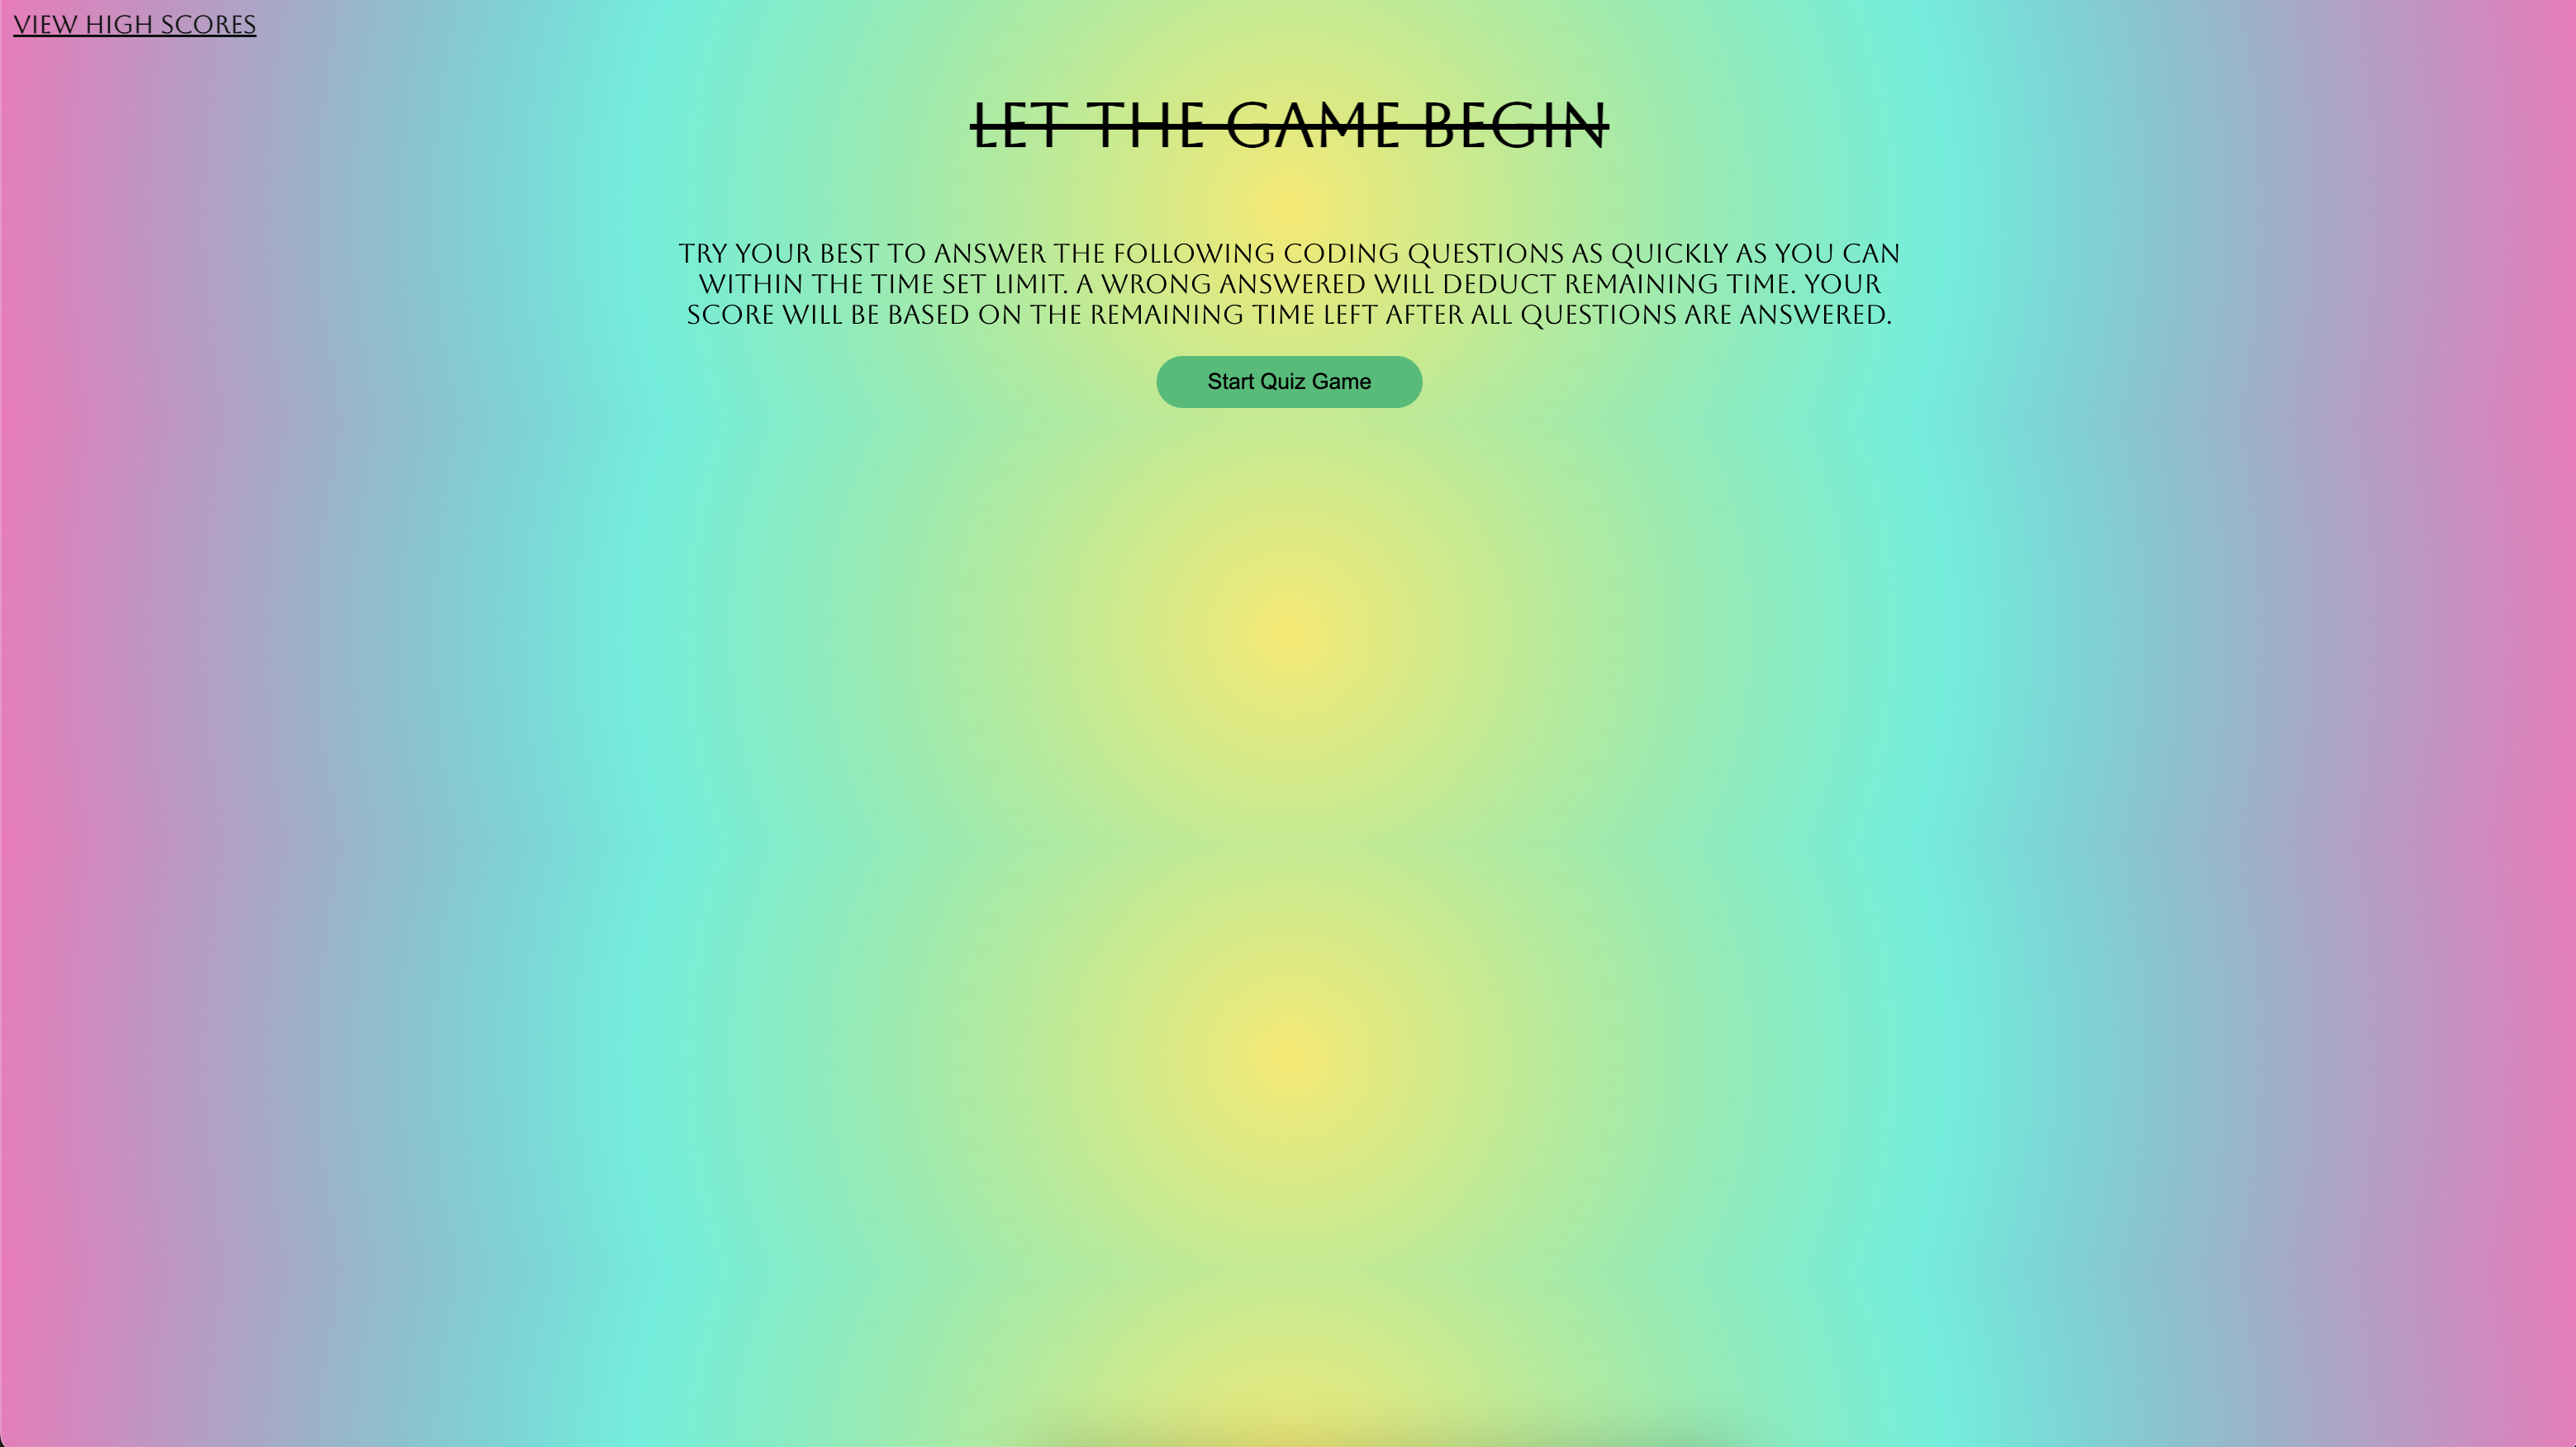 VIEW HIGH SCORES
LET THE GAME BEGIN
TRY YOUR BEST TO ANSWER THE FOLLOWING CODING QUESTIONS AS QUICKLY AS YOU CAN
WITHIN THE TIME SET LIMIT. A WRONG ANSWERED WILL DEDUCT REMAINING TIME. YOUR
SCORE WILL BE BASED ON THE REMAINING TIME LEFT AFTER ALL QUESTIONS ARE ANSWERED.
Start Quiz Game